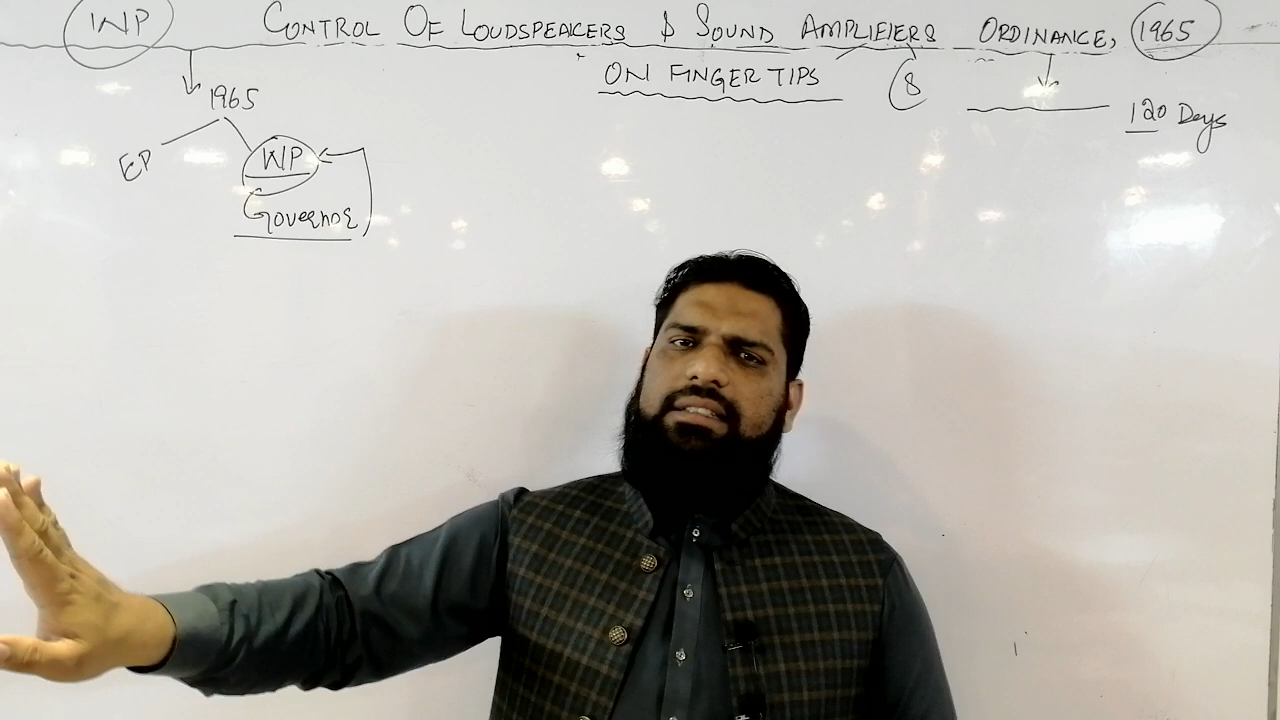 WP CONTROL OF LOUDSPEAKERS & SOUND AMPLIFIERS ORDINANCE, 1965
ON FINGER TIPS 8
1965 120 Days
EP WP
Governor